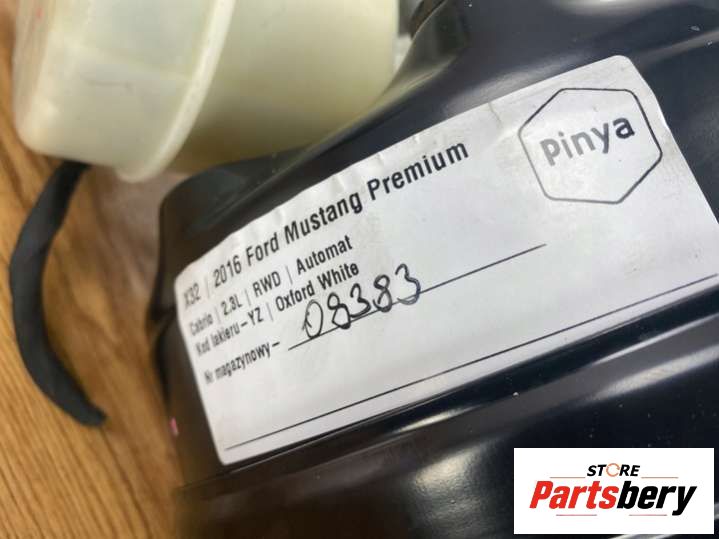 pinya
X32 | 2016 Ford Mustang Premium
Cabrio | 2.3L | RWD | Automat
Kod lakieru-YZ | Oxford White
Nr magazynowy- 08383
STORE
Partsbery